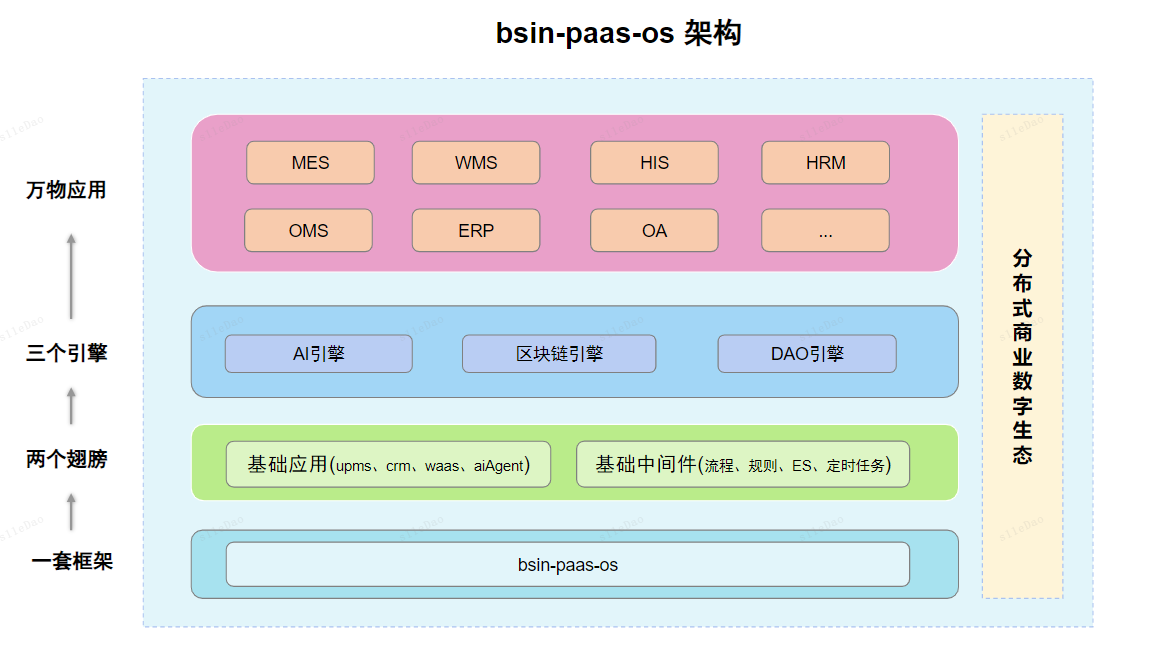 bsin-paas-os 架构
万物应用
MES
WMS
HIS
HRM
OMS
ERP
OA
...
三个引擎
AI引擎
区块链引擎
DAO引擎
两个翅膀
基础应用(upms、crm、waas、aiAgent)
基础中间件(流程、规则、ES、定时任务)
一套框架
bsin-paas-os
分布式商业数字生态